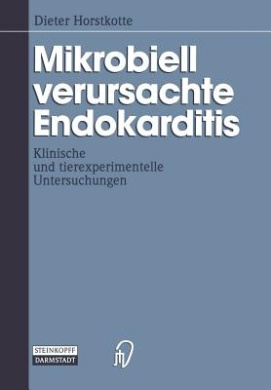 Dieter Horstkotte
Mikrobiell
verursachte
Endokarditis
Klinische
und tierexperimentelle
Untersuchungen
STEINKOPFF
DARMSTADT